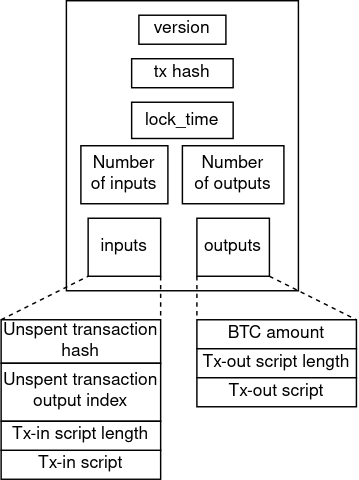 version
tx hash
lock_time
Number
of inputs
Number
of outputs
inputs
outputs
Unspent transaction
hash
Unspent transaction
output index
Tx-in script length
Tx-in script
BTC amount
Tx-out script length
Tx-out script